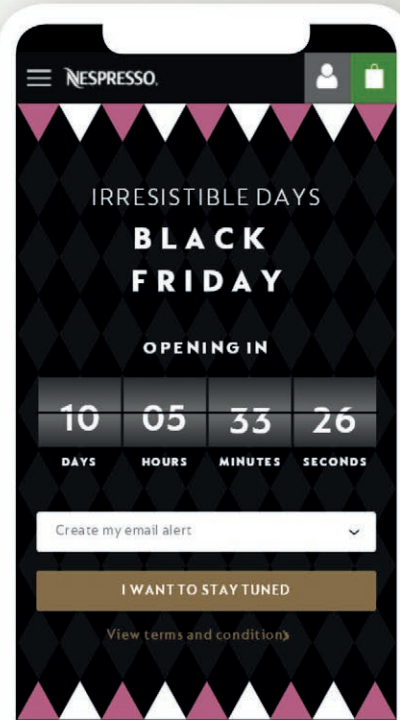 NESPRESSO.
IRRESISTIBLE DAYS
BLACK
FRIDAY
OPENING IN
10 05 33 26
DAYS HOURS MINUTES SECONDS
Create my email alert
I WANT TO STAY TUNED
View terms and conditions